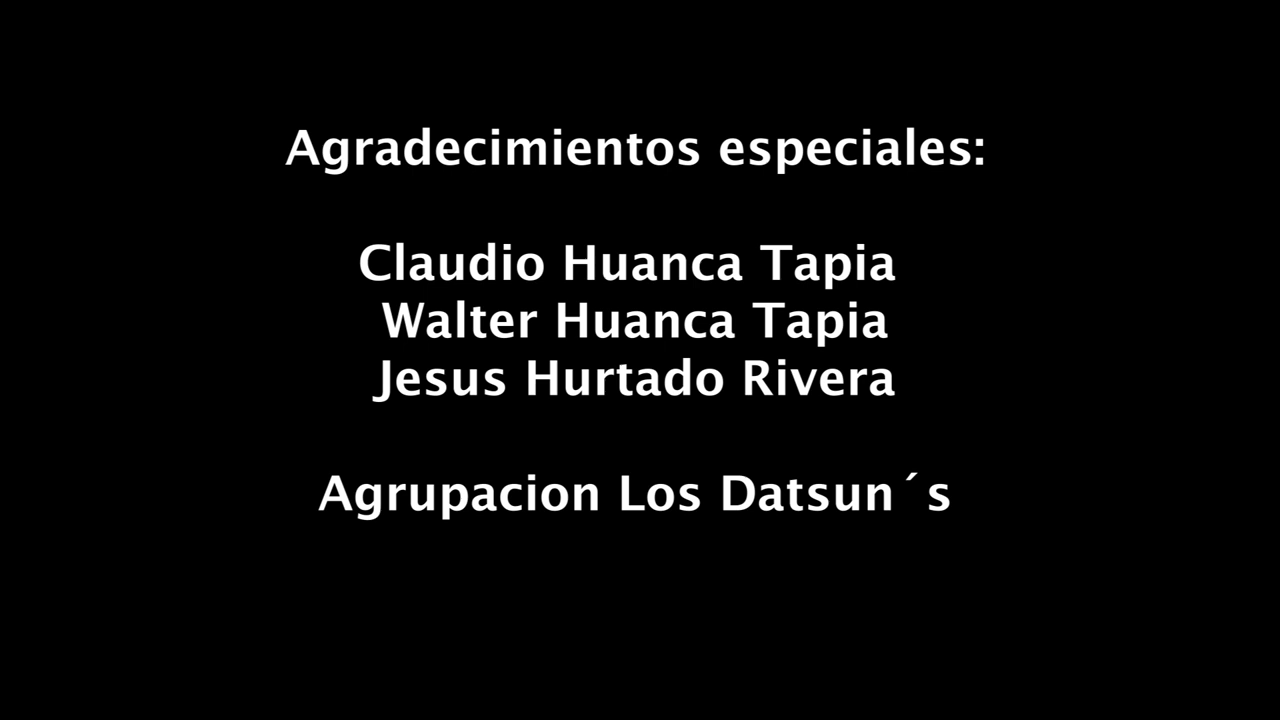 Agradecimientos especiales:
Claudio Huanca Tapia
Walter Huanca Tapia
Jesus Hurtado Rivera
Agrupacion Los Datsun´s